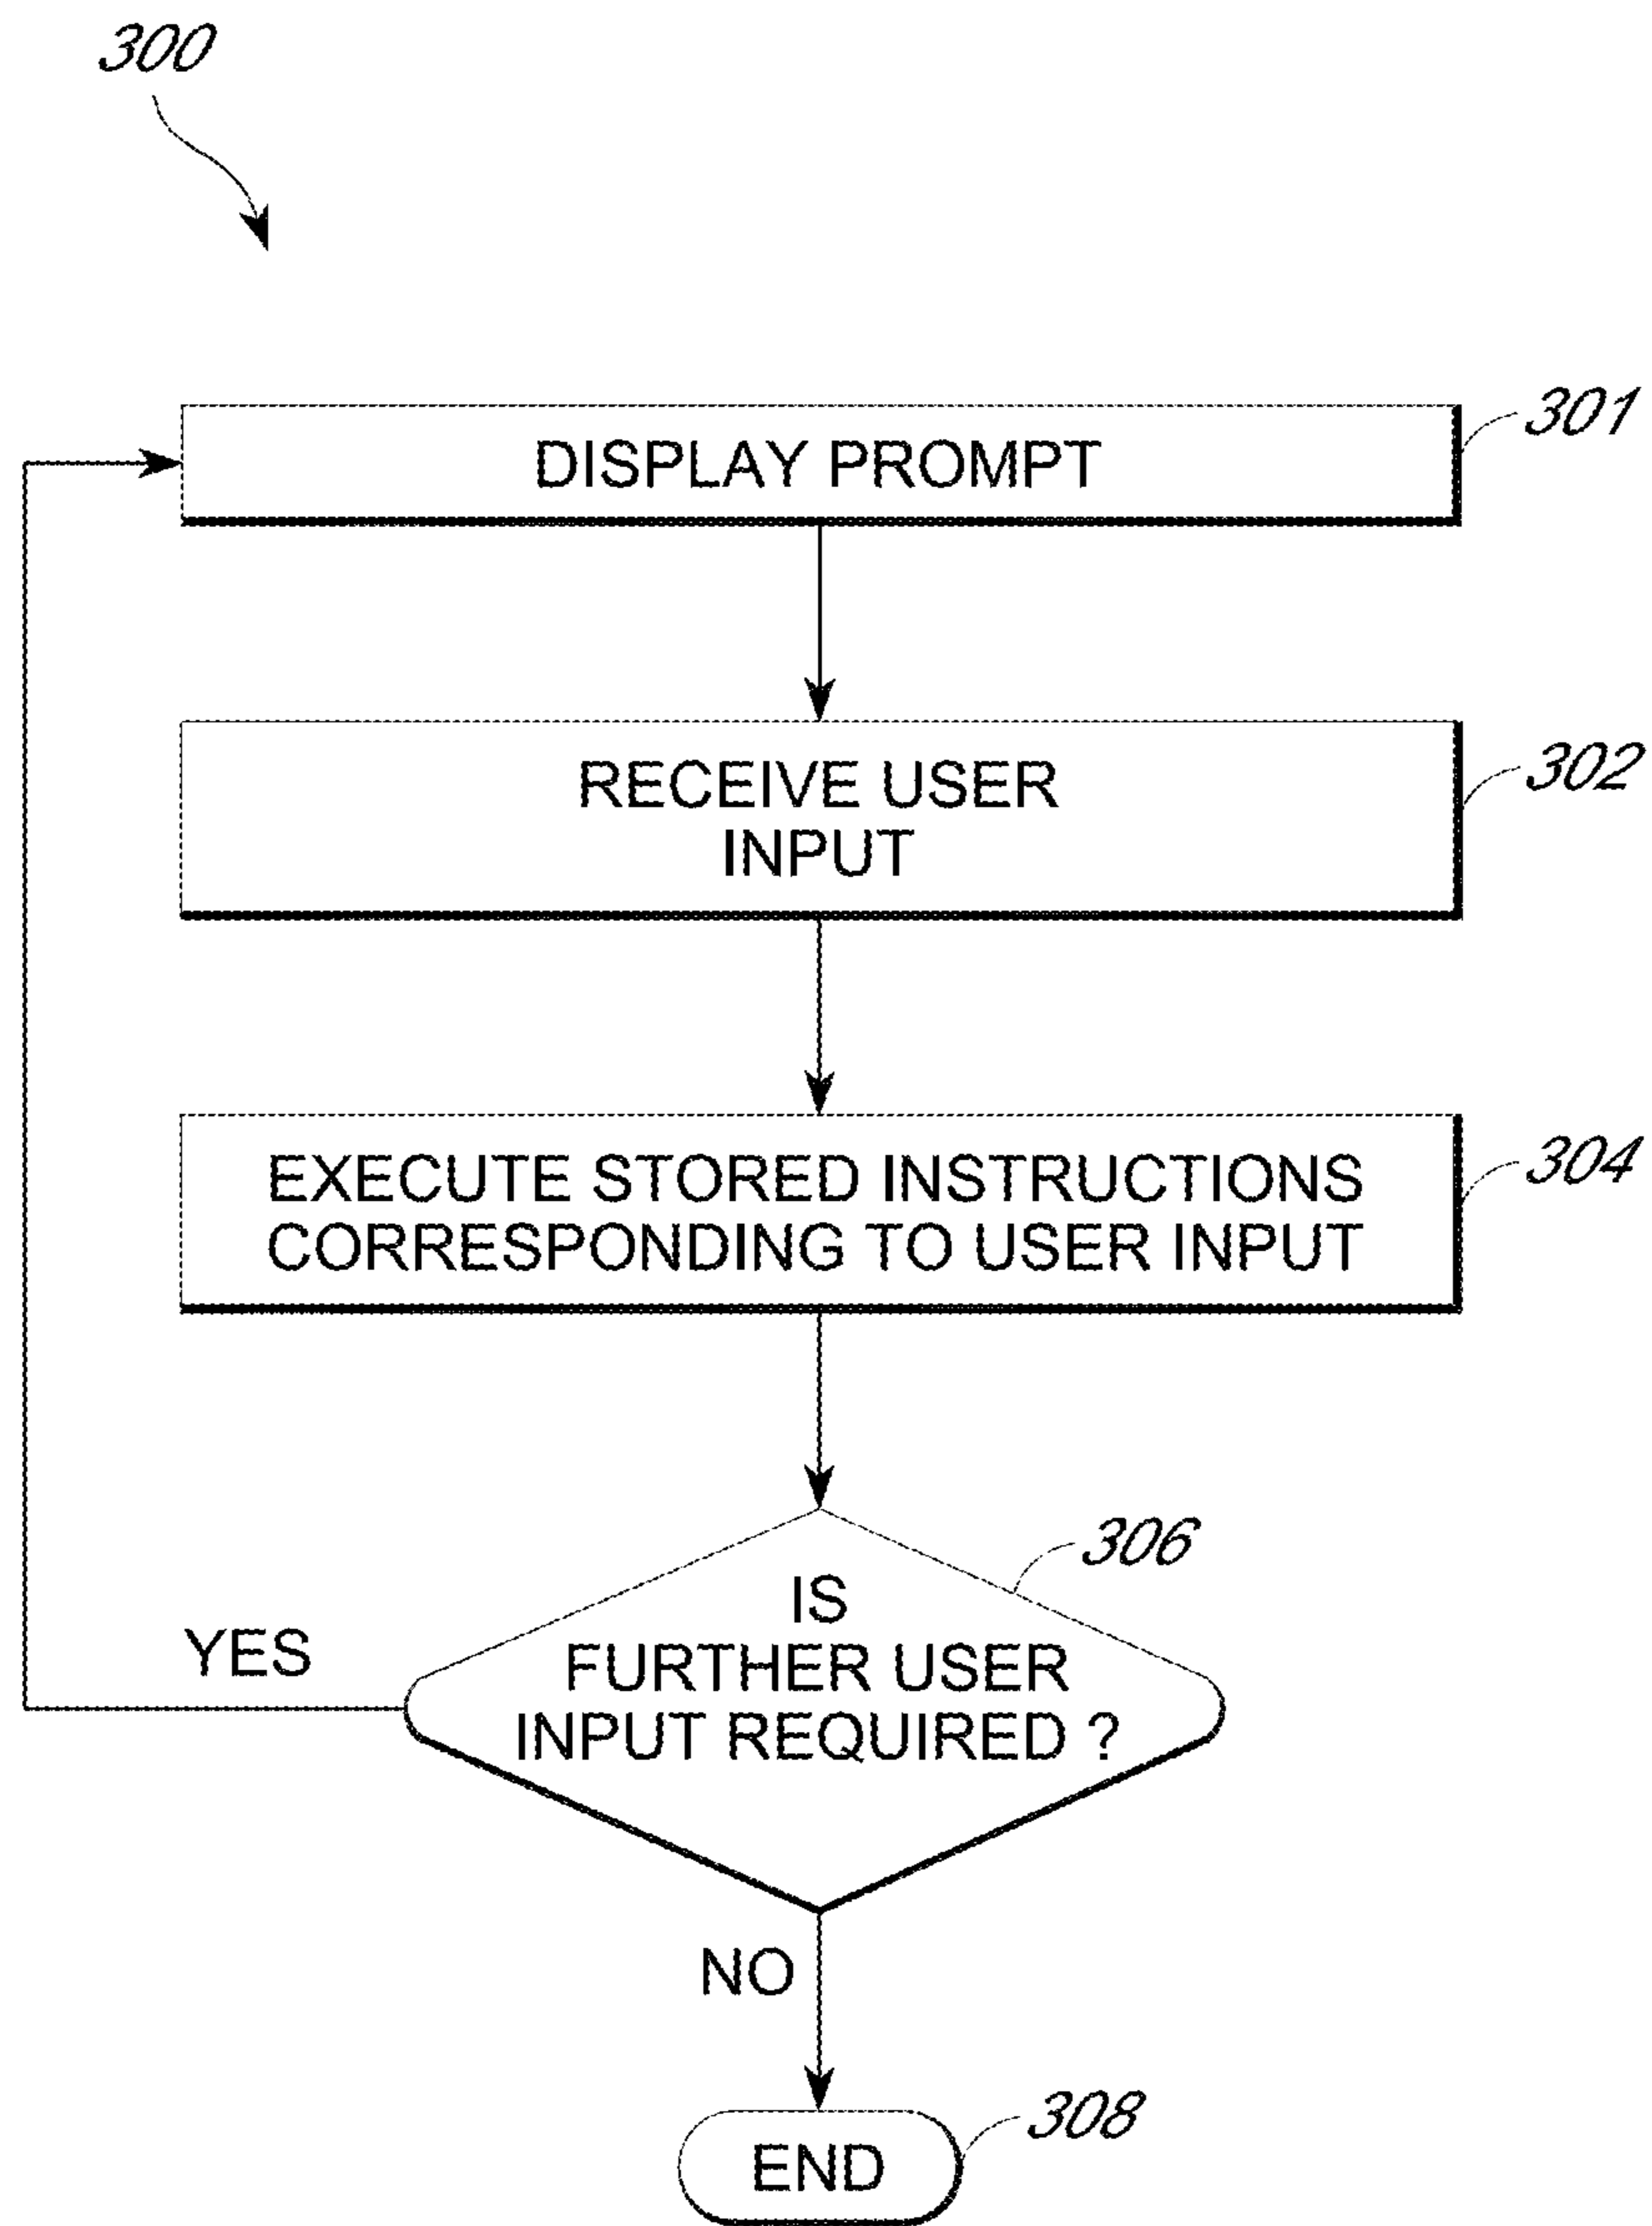 300
DISPLAY PROMPT
301
RECEIVE USER
INPUT
302
EXECUTE STORED INSTRUCTIONS
CORRESPONDING TO USER INPUT
304
306
IS
FURTHER USER
INPUT REQUIRED ?
YES
NO
END
308